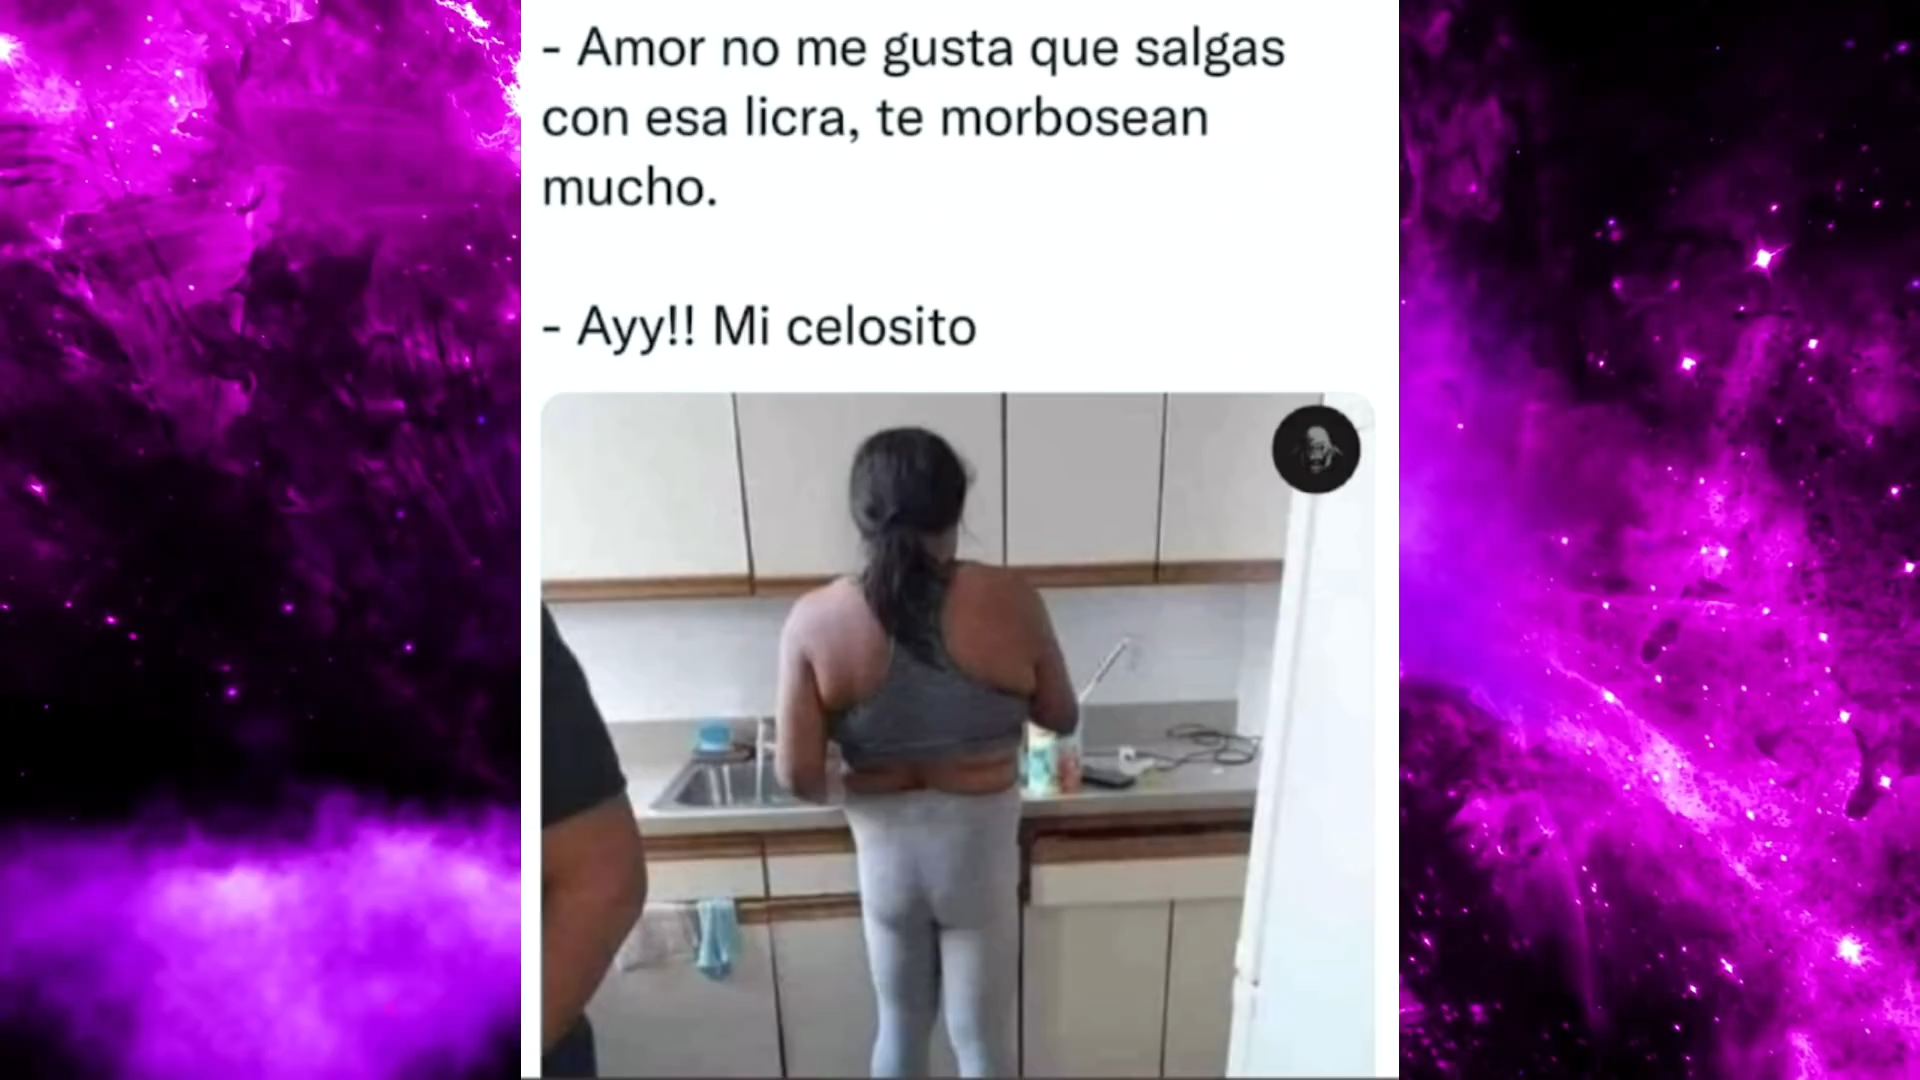 - Amor no me gusta que salgas
con esa licra, te morbosean
mucho.
- Ayy!! Mi celosito